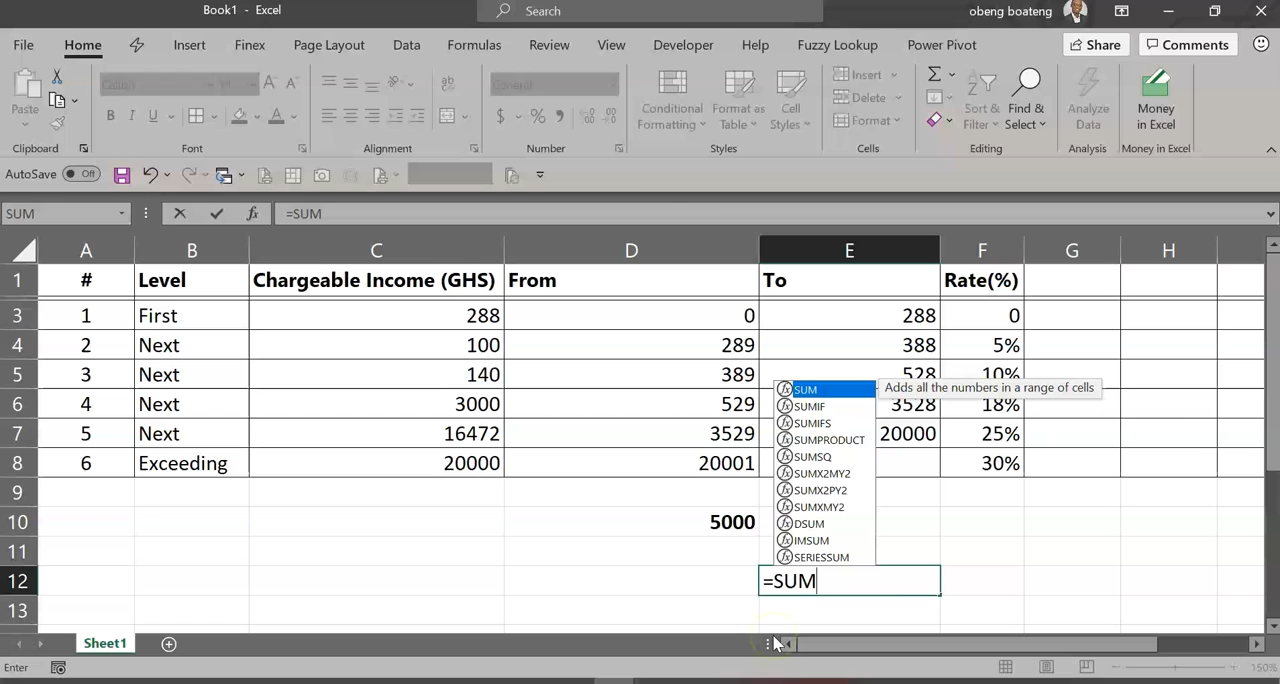 Book1 - Excel
Search
obeng boateng
File Home Insert Finex Page Layout Data Formulas Review View Developer Help Fuzzy Lookup Power Pivot Share Comments
Paste
Clipboard
B I U
Font
Alignment
General
$ % 9
Number
Conditional Formatting
Format as Table
Cell Styles
Styles
Insert
Delete
Format
Cells
Sort & Filter
Find & Select
Editing
Analyze Data
Analysis
Money in Excel
Money in Excel
AutoSave Off
SUM fx =SUM
A B C D E F G H
1 # Level Chargeable Income (GHS) From To Rate(%)
3 1 First 288 0 288 0
4 2 Next 100 289 388 5%
5 3 Next 140 389 528 10%
6 4 Next 3000 529 3528 18%
7 5 Next 16472 3529 20000 25%
8 6 Exceeding 20000 20001 30%
9
10 5000
11
12 =SUM
13
SUM
Adds all the numbers in a range of cells
SUMIF
SUMIFS
SUMPRODUCT
SUMSQ
SUMX2MY2
SUMX2PY2
SUMXMY2
DSUM
IMSUM
SERIESSUM
Sheet1
Enter
150%